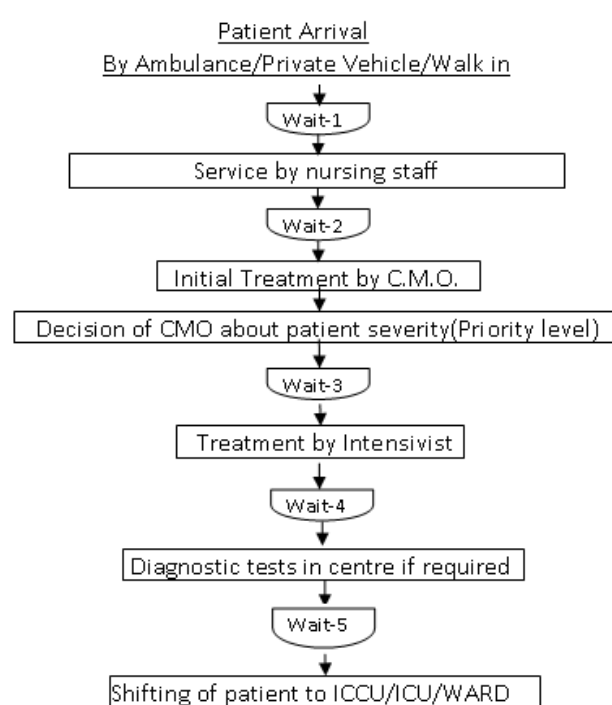 Patient Arrival
By Ambulance/Private Vehicle/Walk in
Wait-1
Service by nursing staff
Wait-2
Initial Treatment by C.M.O.
Decision of CMO about patient severity(Priority level)
Wait-3
Treatment by Intensivist
Wait-4
Diagnostic tests in centre if required
Wait-5
Shifting of patient to ICCU/ICU/WARD